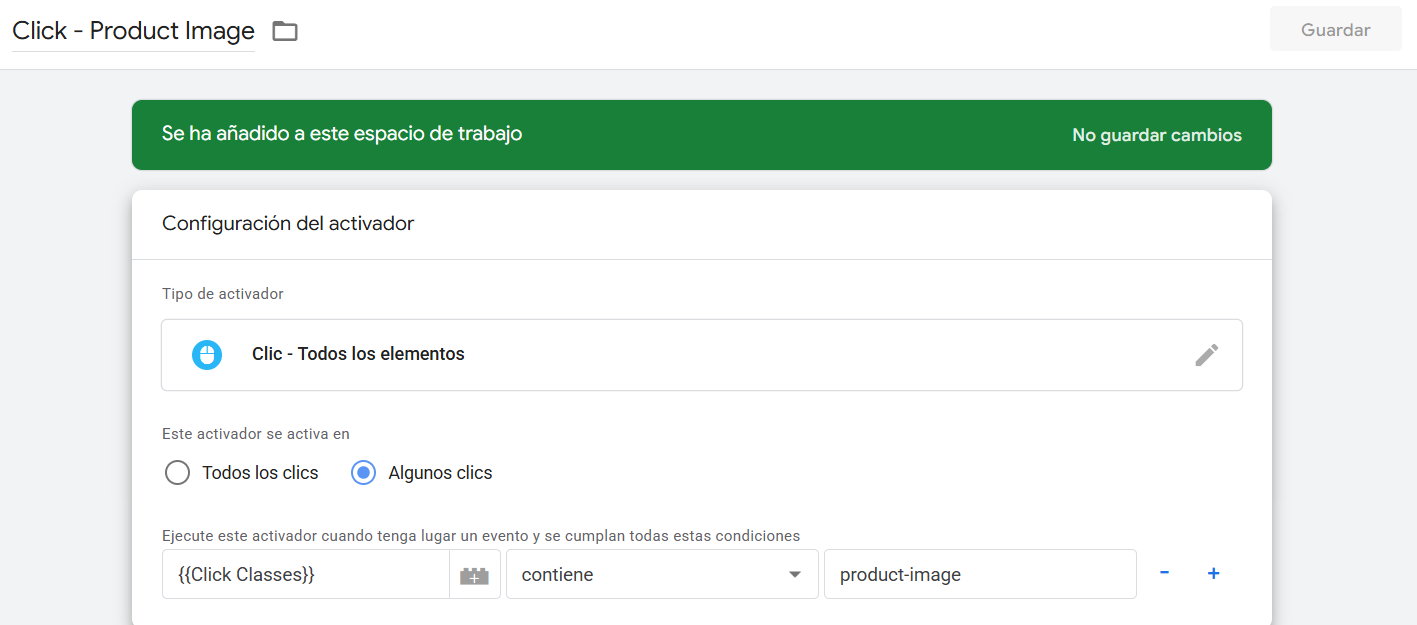 Click - Product Image
Guardar
Se ha añadido a este espacio de trabajo
No guardar cambios
Configuración del activador
Tipo de activador
Clic - Todos los elementos
Este activador se activa en
Todos los clics
Algunos clics
Ejecute este activador cuando tenga lugar un evento y se cumplan todas estas condiciones
{{Click Classes}}
contiene
product-image
- +